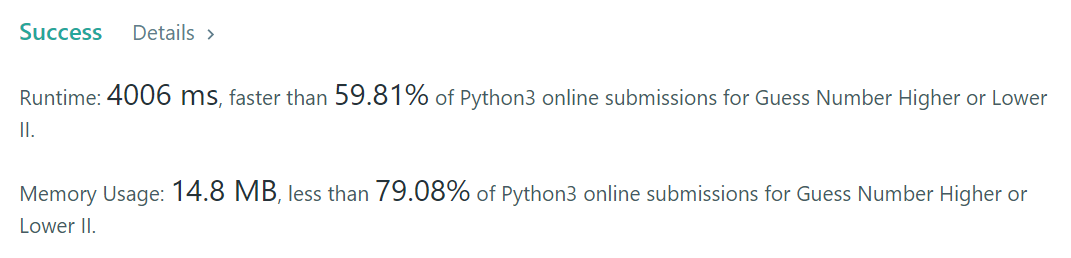 Success Details >
Runtime: 4006 ms, faster than 59.81% of Python3 online submissions for Guess Number Higher or Lower
II.
Memory Usage: 14.8 MB, less than 79.08% of Python3 online submissions for Guess Number Higher or
Lower II.